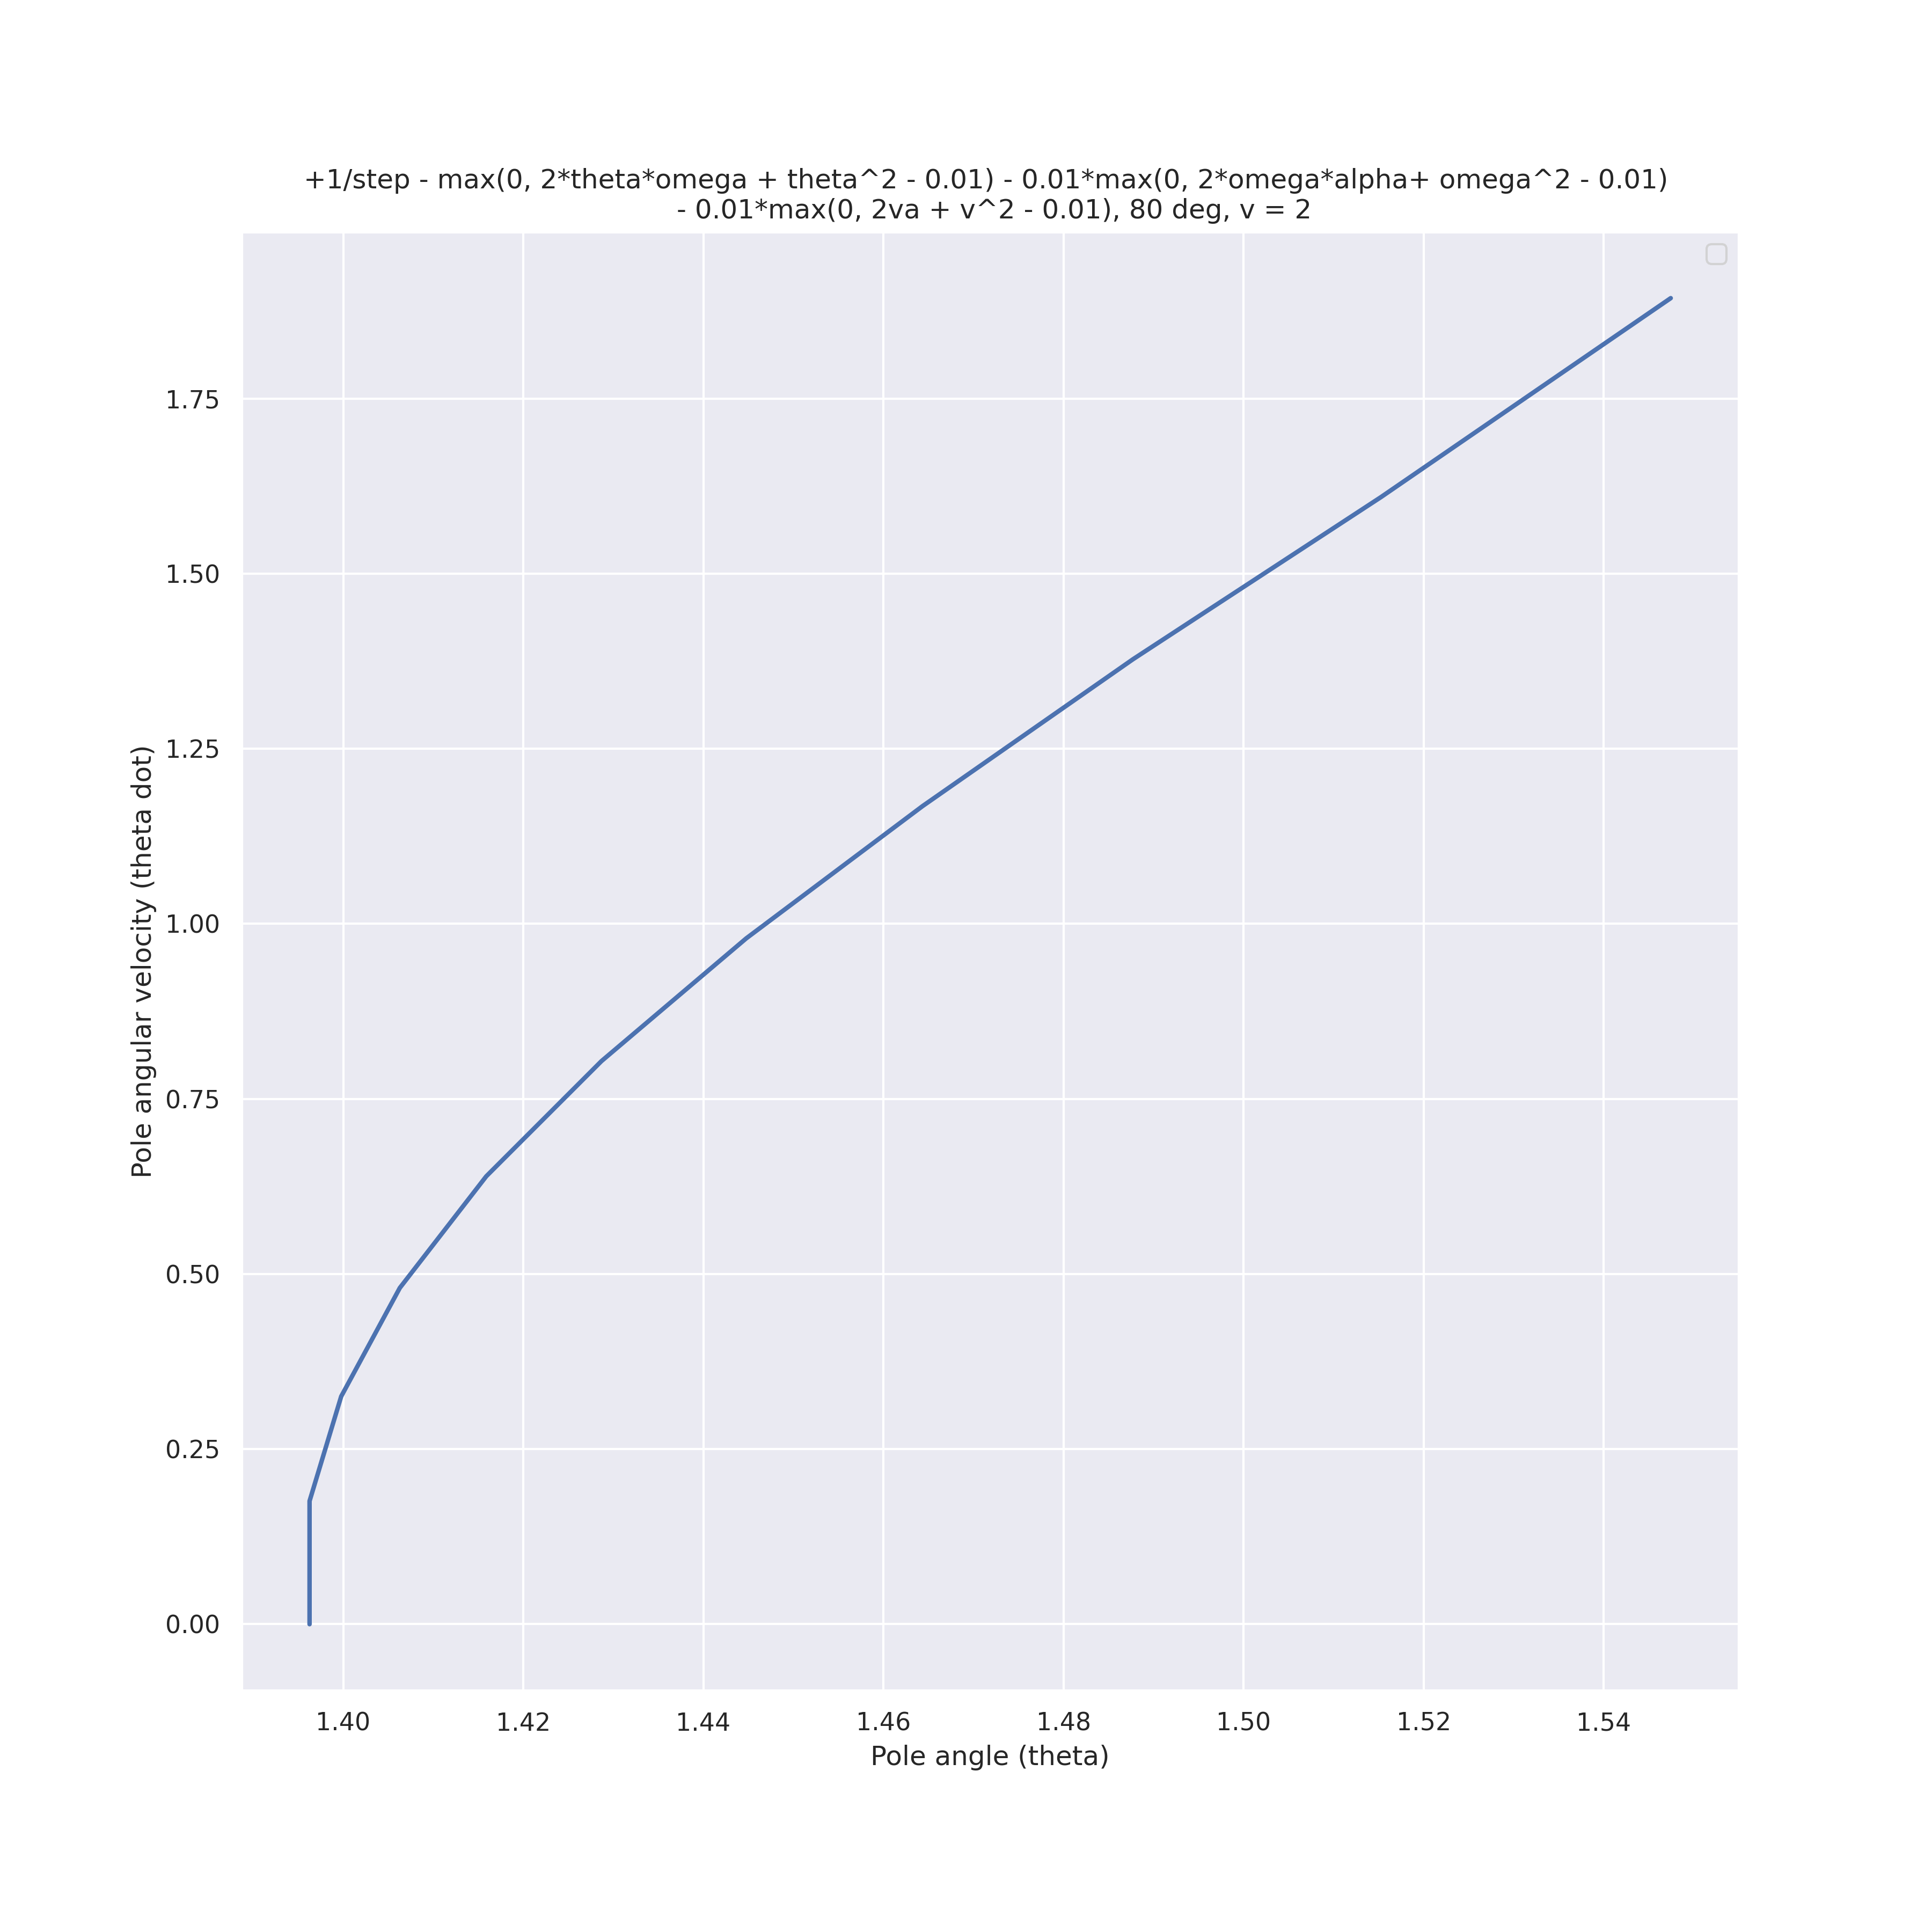 +1/step - max(0, 2*theta*omega + theta^2 - 0.01) - 0.01*max(0, 2*omega*alpha+ omega^2 - 0.01)
- 0.01*max(0, 2va + v^2 - 0.01), 80 deg, v = 2
1.75
1.50
1.25
1.00
0.75
0.50
0.25
0.00
Pole angular velocity (theta dot)
1.40 1.42 1.44 1.46 1.48 1.50 1.52 1.54
Pole angle (theta)